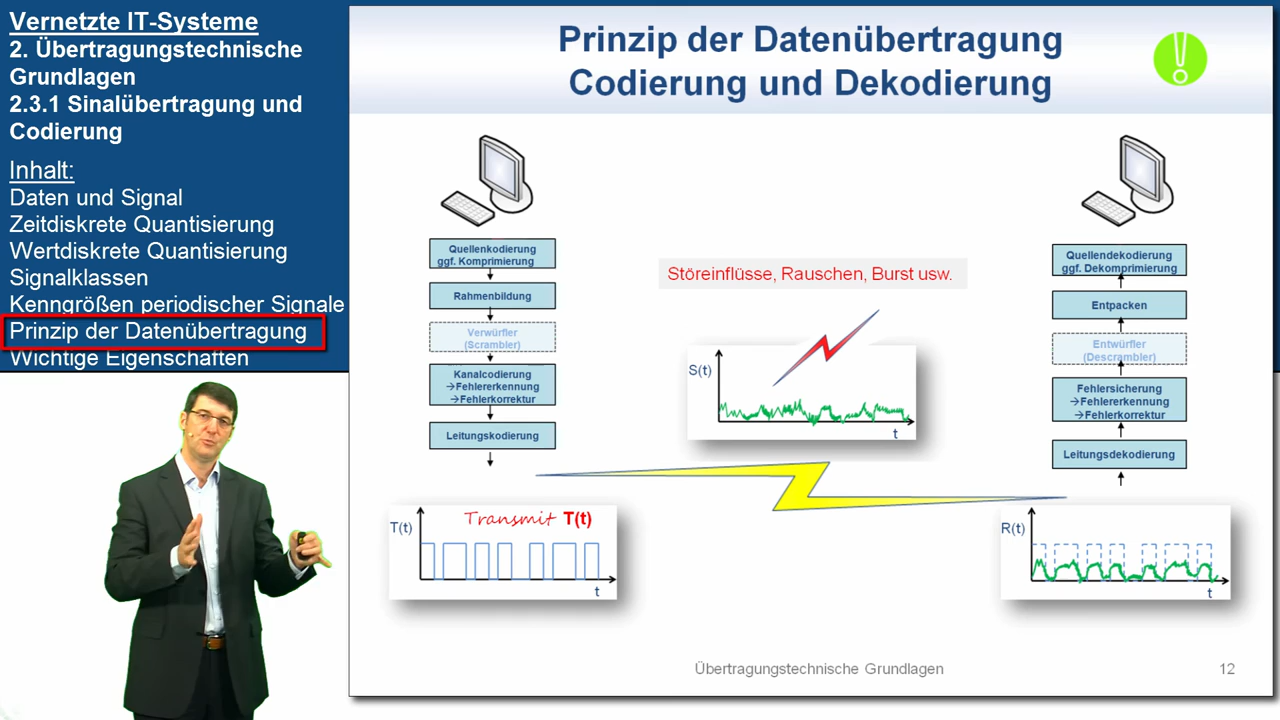 Vernetzte IT-Systeme
2. Übertragungstechnische
Grundlagen
2.3.1 Sinalübertragung und
Codierung
Inhalt:
Daten und Signal
Zeitdiskrete Quantisierung
Wertdiskrete Quantisierung
Signalklassen
Kenngrößen periodischer Signale
Prinzip der Datenübertragung
Wichtige Eigenschaften
Prinzip der Datenübertragung
Codierung und Dekodierung
Quellenkodierung
ggf. Komprimierung
Rahmenbildung
Verwürfler
(Scrambler)
Kanalcodierung
→Fehlererkennung
→Fehlerkorrektur
Leitungskodierung
T(t)
Transmit T(t)
t
Störeinflüsse, Rauschen, Burst usw.
S(t)
t
Quellendekodierung
ggf. Dekomprimierung
Entpacken
Entwürfler
(Descrambler)
Fehlersicherung
→Fehlererkennung
→Fehlerkorrektur
Leitungsdekodierung
R(t)
t
Übertragungstechnische Grundlagen
12